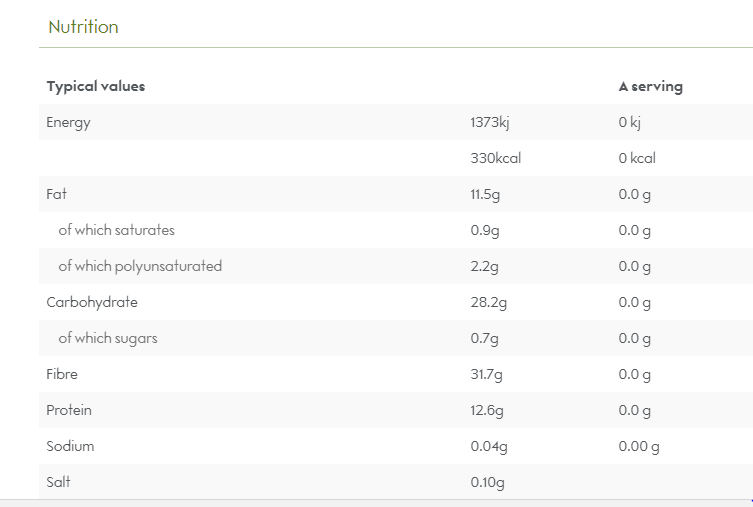 Nutrition
Typical values A serving
Energy 1373kj 0 kj
330kcal 0 kcal
Fat 11.5g 0.0 g
of which saturates 0.9g 0.0 g
of which polyunsaturated 2.2g 0.0 g
Carbohydrate 28.2g 0.0 g
of which sugars 0.7g 0.0 g
Fibre 31.7g 0.0 g
Protein 12.6g 0.0 g
Sodium 0.04g 0.00 g
Salt 0.10g